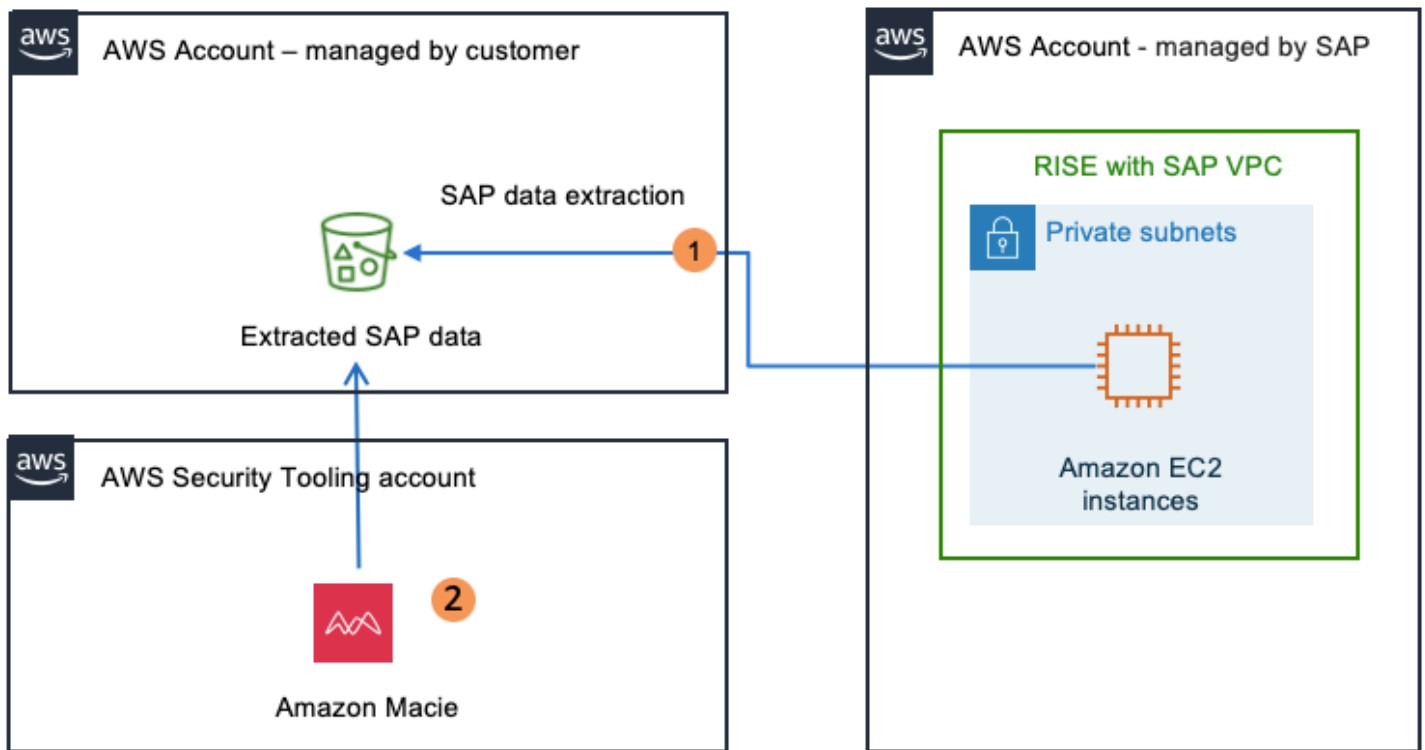 aws
AWS Account – managed by customer
SAP data extraction
1
Extracted SAP data
aws
AWS Account - managed by SAP
RISE with SAP VPC
Private subnets
Amazon EC2
instances
aws
AWS Security Tooling account
2
Amazon Macie